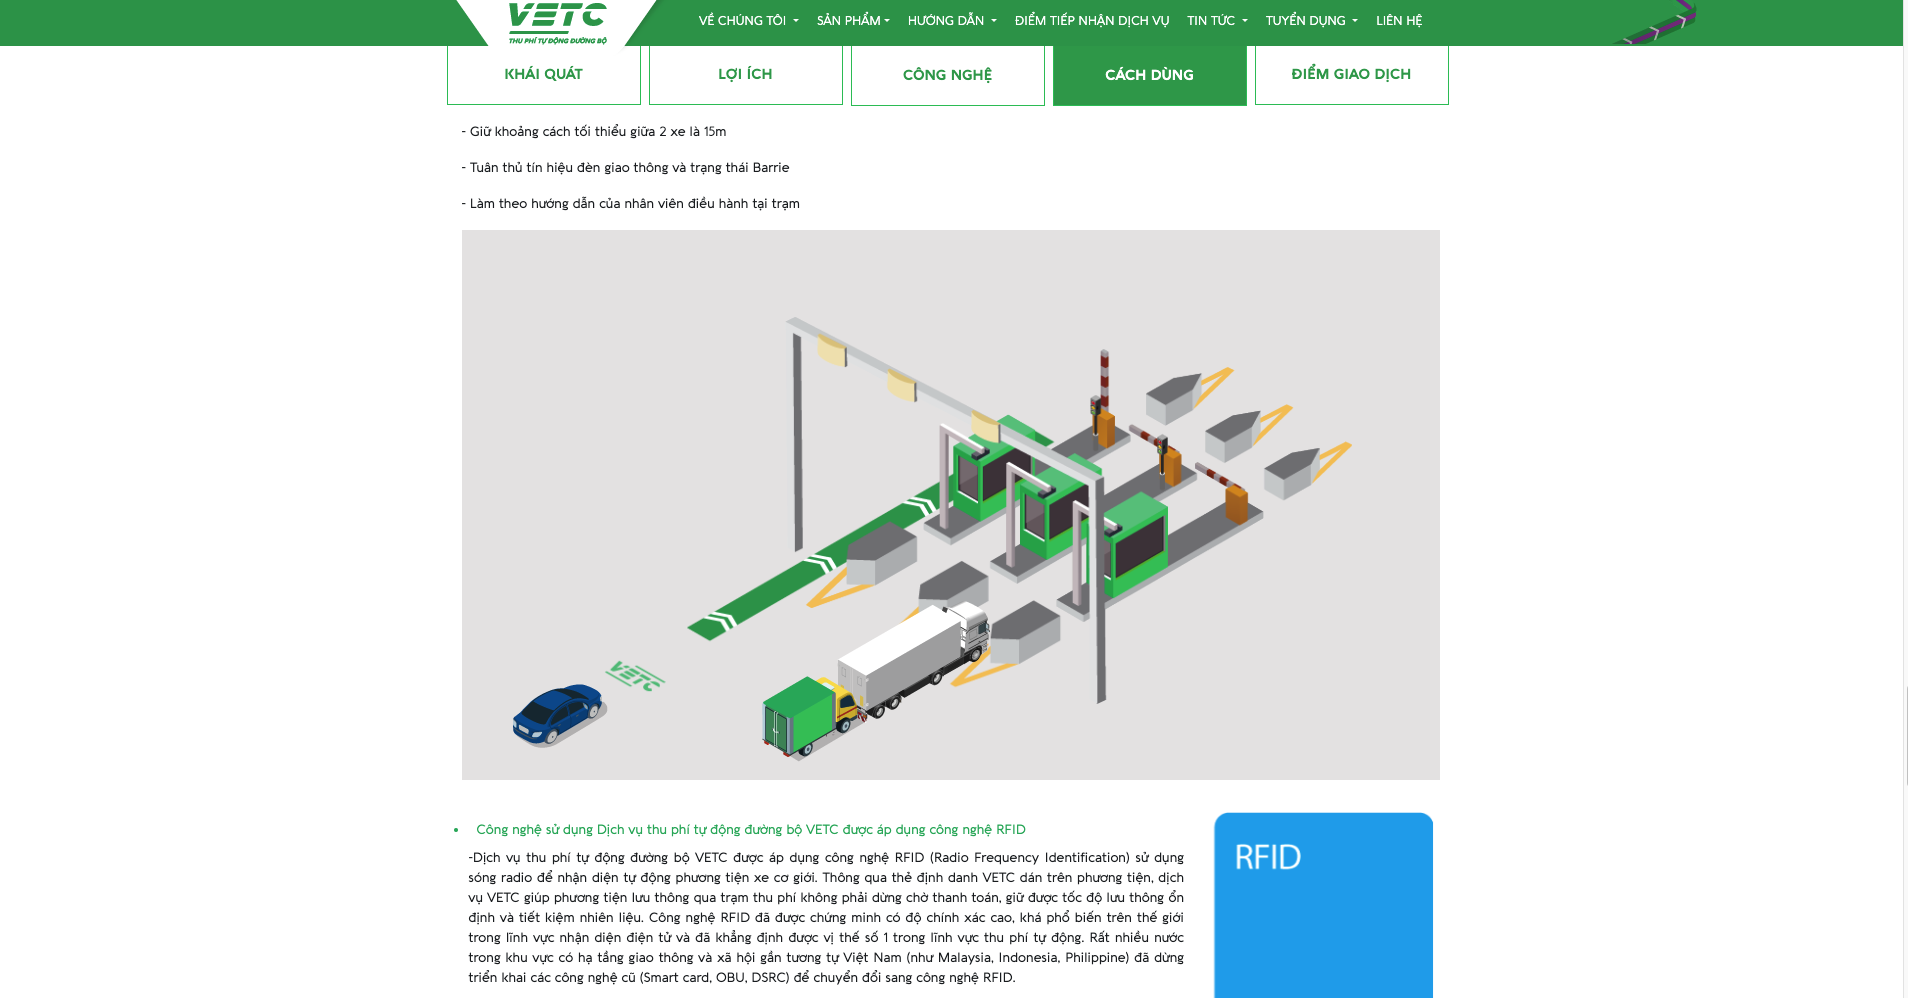 VETC
THU PHÍ TỰ ĐỘNG ĐƯỜNG BỘ
VỀ CHÚNG TÔI
SẢN PHẨM
HƯỚNG DẪN
ĐIỂM TIẾP NHẬN DỊCH VỤ
TIN TỨC
TUYỂN DỤNG
LIÊN HỆ
KHÁI QUÁT
LỢI ÍCH
CÔNG NGHỆ
CÁCH DÙNG
ĐIỂM GIAO DỊCH
- Giữ khoảng cách tối thiểu giữa 2 xe là 15m
- Tuân thủ tín hiệu đèn giao thông và trạng thái Barrie
- Làm theo hướng dẫn của nhân viên điều hành tại trạm
VETC
Công nghệ sử dụng Dịch vụ thu phí tự động đường bộ VETC được áp dụng công nghệ RFID
-Dịch vụ thu phí tự động đường bộ VETC được áp dụng công nghệ RFID (Radio Frequency Identification) sử dụng
sóng radio để nhận diện tự động phương tiện xe cơ giới. Thông qua thẻ định danh VETC dán trên phương tiện, dịch
vụ VETC giúp phương tiện lưu thông qua trạm thu phí không phải dừng chờ thanh toán, giữ được tốc độ lưu thông ổn
định và tiết kiệm nhiên liệu. Công nghệ RFID đã được chứng minh có độ chính xác cao, khá phổ biến trên thế giới
trong lĩnh vực nhận diện điện tử và đã khẳng định được vị thế số 1 trong lĩnh vực thu phí tự động. Rất nhiều nước
trong khu vực có hạ tầng giao thông và xã hội gần tương tự Việt Nam (như Malaysia, Indonesia, Philippine) đã dừng
triển khai các công nghệ cũ (Smart card, OBU, DSRC) để chuyển đổi sang công nghệ RFID.
RFID